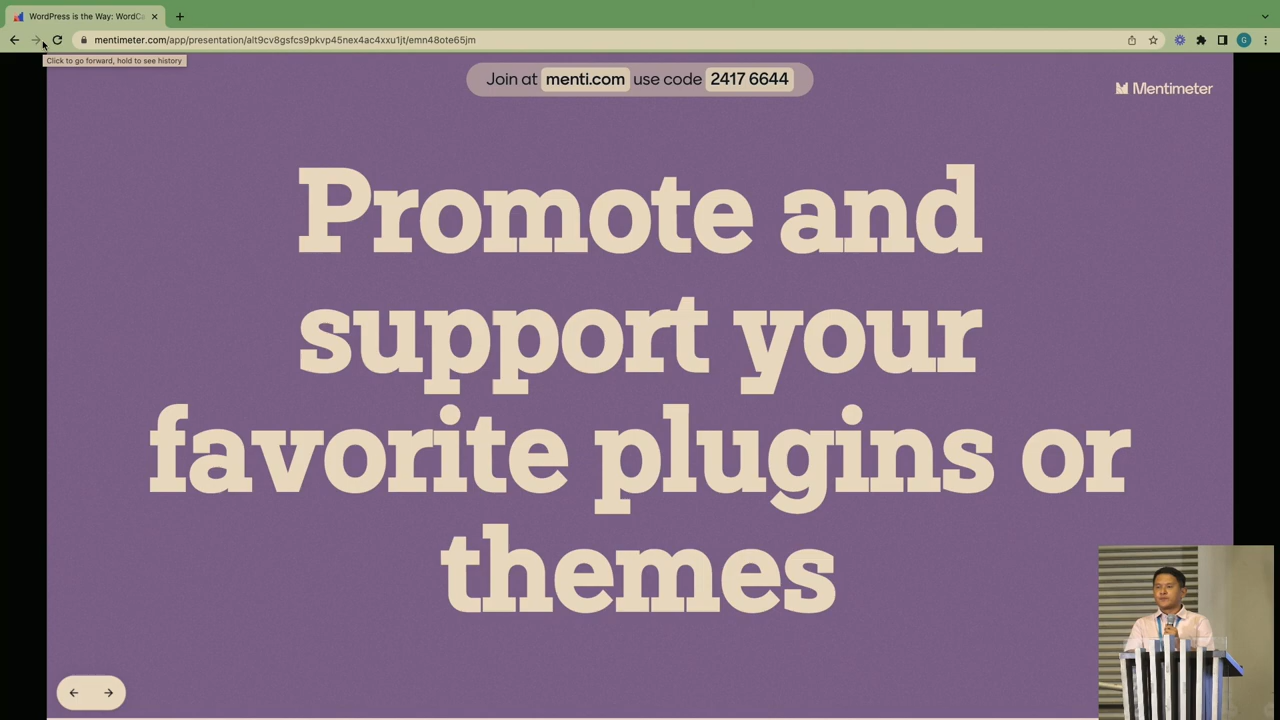 WordPress is the Way: WordCa
mentimeter.com/app/presentation/alt9cv8gsfcs9pkvp45nex4ac4xxu1jt/emn48ote65jm
G
Click to go forward, hold to see history
Join at menti.com use code 2417 6644
Mentimeter
Promote and
support your
favorite plugins or
themes